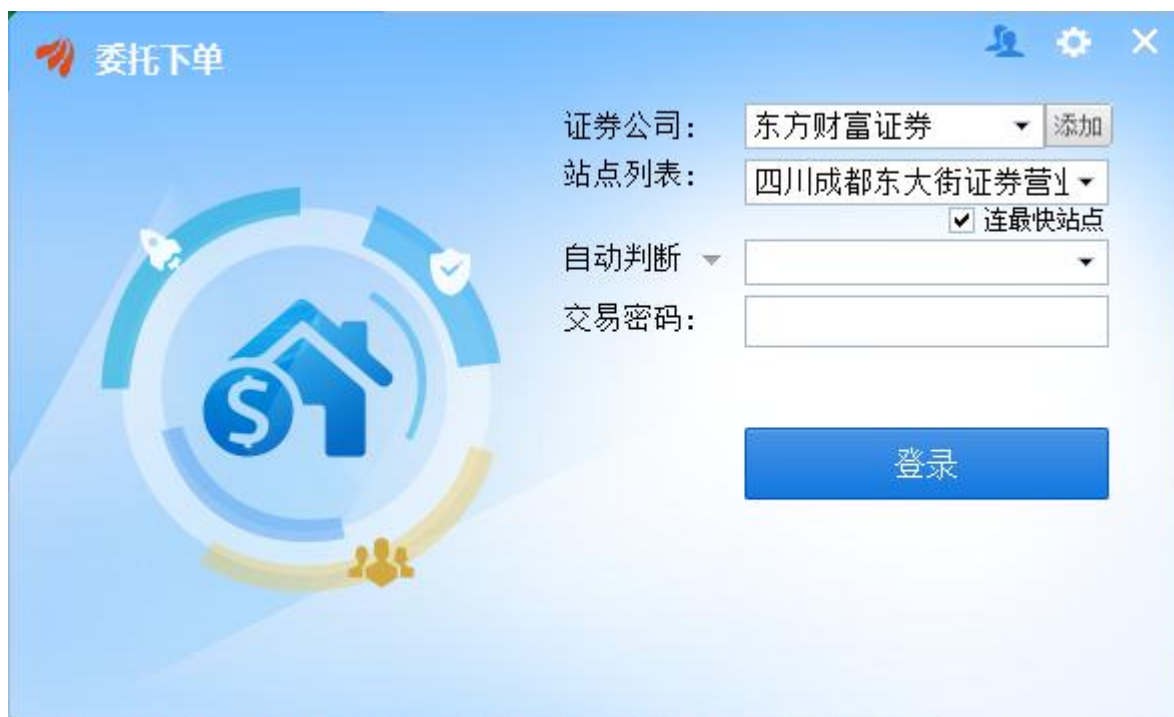 委托下单
证券公司: 东方财富证券 添加
站点列表: 四川成都东大街证券营
连最快站点
自动判断
交易密码:
登录